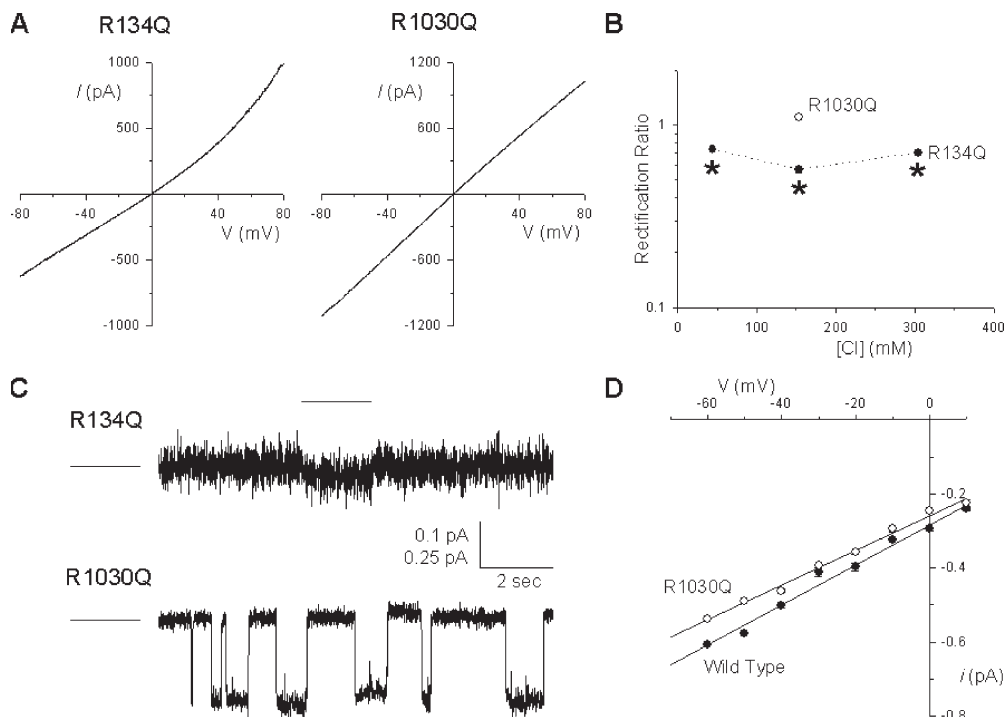 A
R134Q
R1030Q
B
1000
I (pA)
500
-80
-40
40
80
V (mV)
-500
-1000
1200
I (pA)
600
-80
-40
40
80
V (mV)
-600
-1200
Rectification Ratio
1
0.1
R1030Q
R134Q
*
*
*
0
100
200
300
400
[Cl] (mM)
C
R134Q
0.1 pA
0.25 pA
2 sec
R1030Q
D
V (mV)
-60
-40
-20
0
-0.2
-0.4
-0.6
-0.8
R1030Q
Wild Type
i (pA)